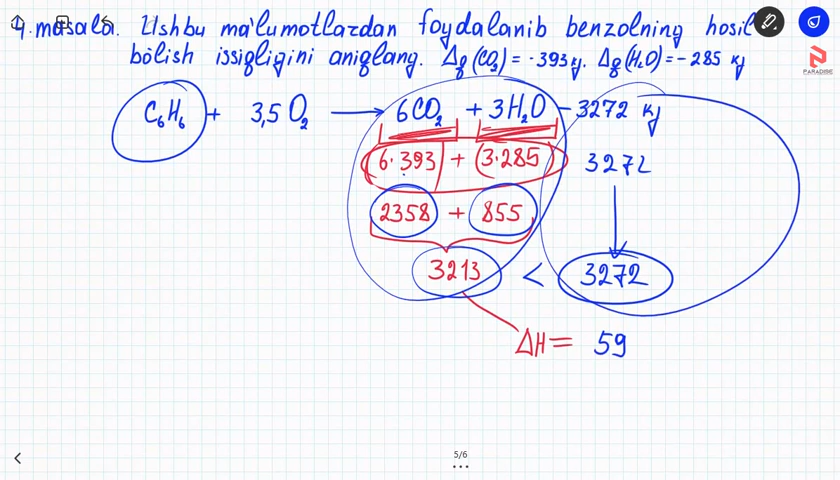 4. masala. Ushbu ma'lumotlardan foydalanib benzolning hosil
bo'lish issiqligini aniqlang. Δq(CO₂) = -393 kJ. Δq(H₂O) = -285 kJ
C₆H₆ + 3,5 O₂ → 6CO₂ + 3H₂O - 3272 kJ
(6·393) + (3·285) 3272
2358 + 855
3213 < 3272
ΔH = 59
5/6
PARADISE